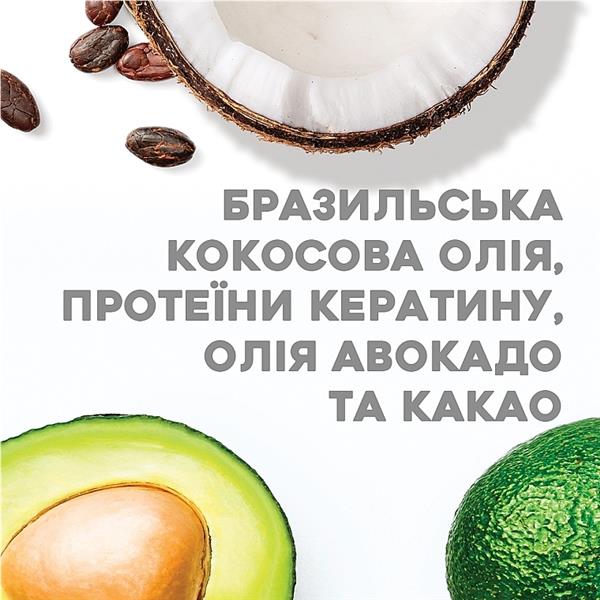 БРАЗИЛЬСЬКА
КОКОСОВА ОЛІЯ,
ПРОТЕЇНИ КЕРАТИНУ,
ОЛІЯ АВОКАДО
ТА КАКАО